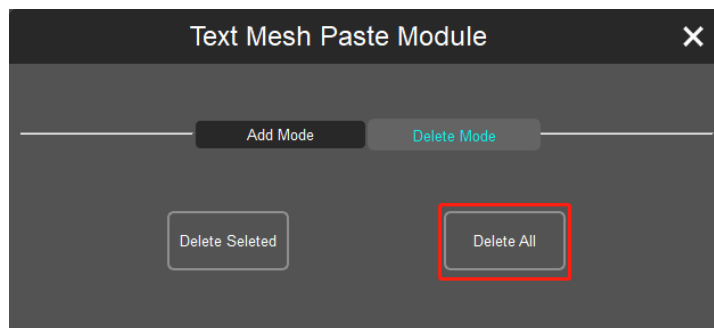 Text Mesh Paste Module
Add Mode
Delete Mode
Delete Seleted
Delete All